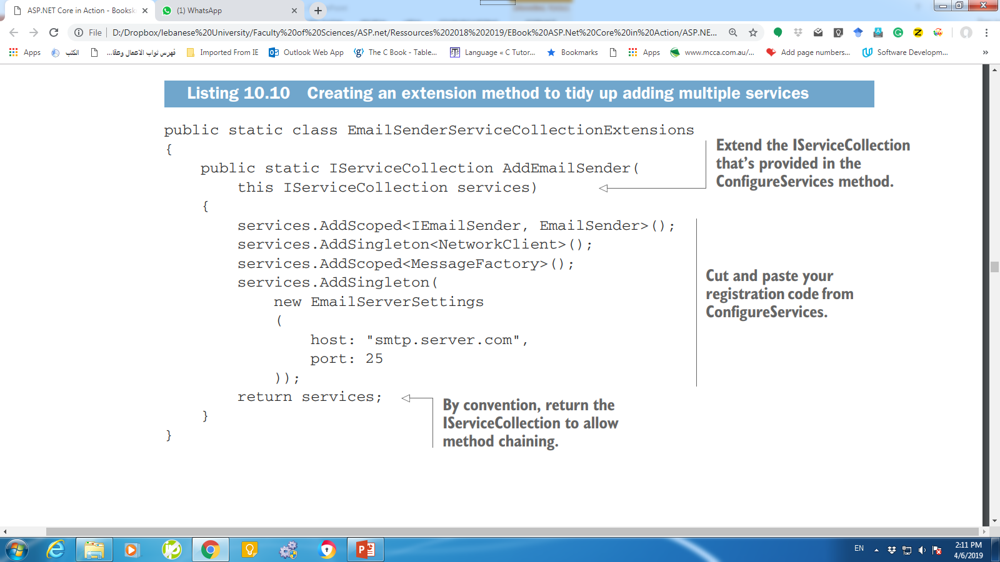 ASP.NET Core in Action - Booksk
(1) WhatsApp
File | D:/Dropbox/lebanese%20University/Faculty%20of%20Sciences/ASP.net/Ressources%202018%202019/EBook%20ASP.Net%20Core%20in%20Action/ASP.NE...
Apps
الكتب
فهرس ثواب الاعمال وعقا...
Imported From IE
Outlook Web App
The C Book - Table...
Language « C Tutor...
Bookmarks
Apps
www.mcca.com.au/...
Add page numbers...
Software Developm...
»
Listing 10.10 Creating an extension method to tidy up adding multiple services
public static class EmailSenderServiceCollectionExtensions
{
public static IServiceCollection AddEmailSender(
this IServiceCollection services)
{
services.AddScoped<IEmailSender, EmailSender>();
services.AddSingleton<NetworkClient>();
services.AddScoped<MessageFactory>();
services.AddSingleton(
new EmailServerSettings
(
host: "smtp.server.com",
port: 25
));
return services;
}
}
Extend the IServiceCollection
that's provided in the
ConfigureServices method.
Cut and paste your
registration code from
ConfigureServices.
By convention, return the
IServiceCollection to allow
method chaining.
EN
2:11 PM
4/6/2019